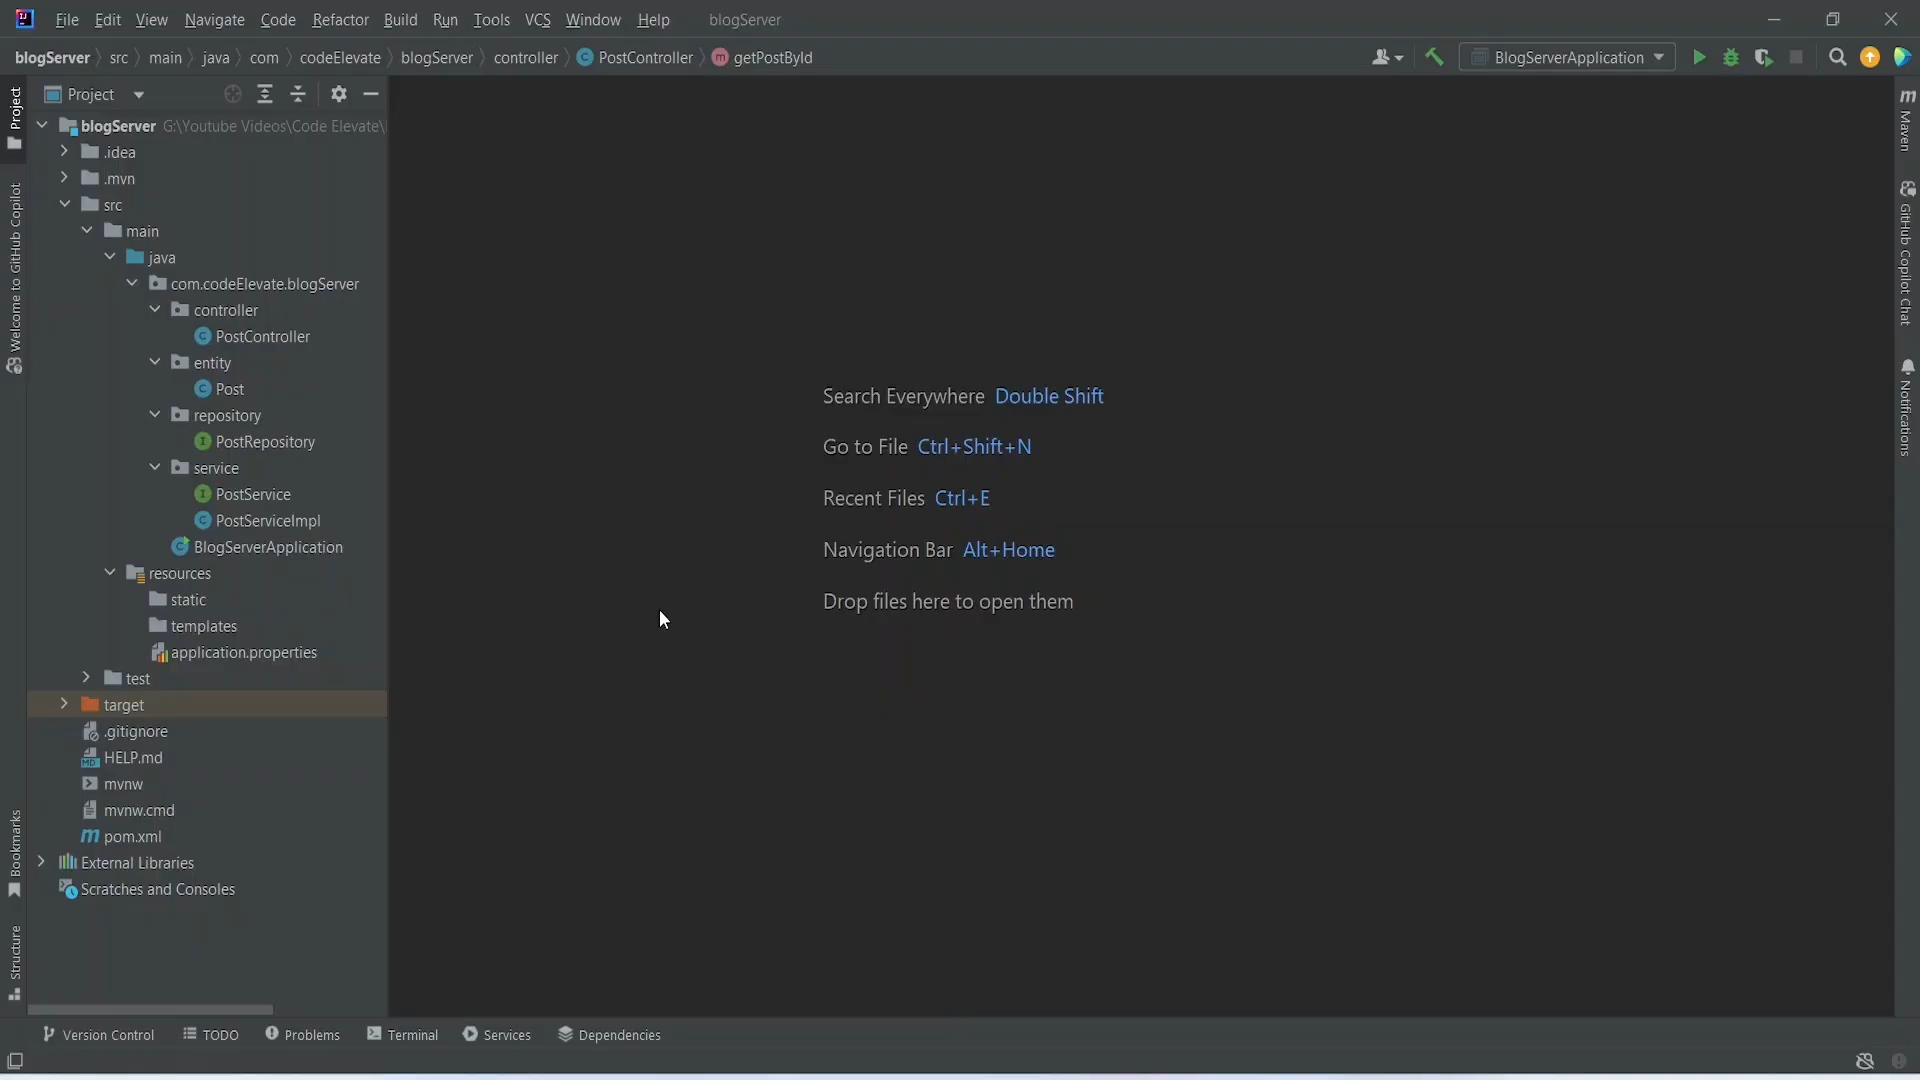 File Edit View Navigate Code Refactor Build Run Tools VCS Window Help blogServer
blogServer src main java com codeElevate blogServer controller PostController getPostById BlogServerApplication
Project
blogServer G:\Youtube Videos\Code Elevate\
.idea
.mvn
src
main
java
com.codeElevate.blogServer
controller
PostController
entity
Post
repository
PostRepository
service
PostService
PostServiceImpl
BlogServerApplication
resources
static
templates
application.properties
test
target
.gitignore
HELP.md
mvnw
mvnw.cmd
pom.xml
External Libraries
Scratches and Consoles
Search Everywhere Double Shift
Go to File Ctrl+Shift+N
Recent Files Ctrl+E
Navigation Bar Alt+Home
Drop files here to open them
Project
Welcome to GitHub Copilot
Bookmarks
Structure
Maven
GitHub Copilot Chat
Notifications
Version Control TODO Problems Terminal Services Dependencies